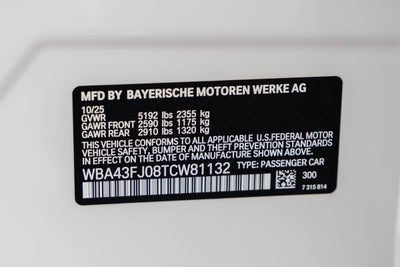 MFD BY BAYERISCHE MOTOREN WERKE AG
10/25
GVWR 5192 lbs 2355 kg
GAWR FRONT 2590 lbs 1175 kg
GAWR REAR 2910 lbs 1320 kg
THIS VEHICLE CONFORMS TO ALL APPLICABLE U.S.FEDERAL MOTOR
VEHICLE SAFETY, BUMPER, AND THEFT PREVENTION STANDARDS
IN EFFECT ON THE DATE OF MANUFACTURE SHOWN ABOVE.
WBA43FJ08TCW81132 TYPE: PASSENGER CAR
300
7 315 814